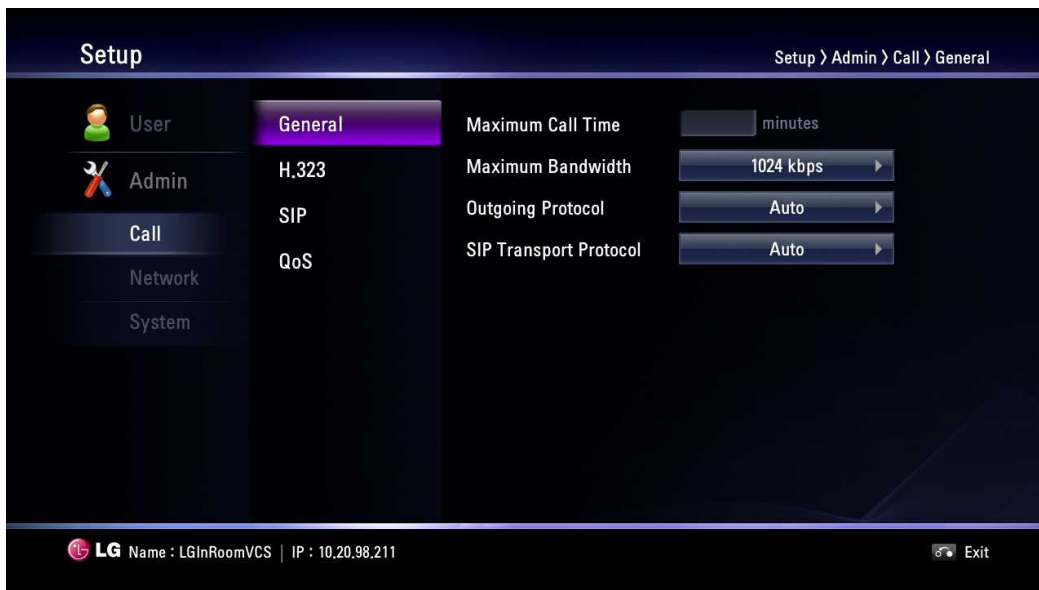 Setup
Setup > Admin > Call > General
User
Admin
Call
Network
System
General
H.323
SIP
QoS
Maximum Call Time minutes
Maximum Bandwidth 1024 kbps
Outgoing Protocol Auto
SIP Transport Protocol Auto
LG Name : LGInRoomVCS | IP : 10.20.98.211
Exit